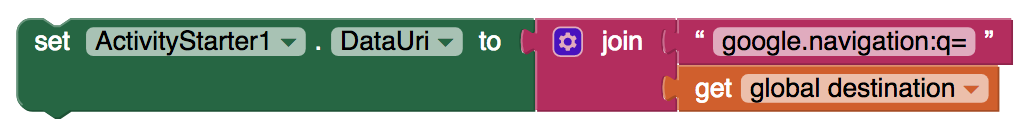 set ActivityStarter1 . DataUri to join “ google.navigation:q= ”
get global destination